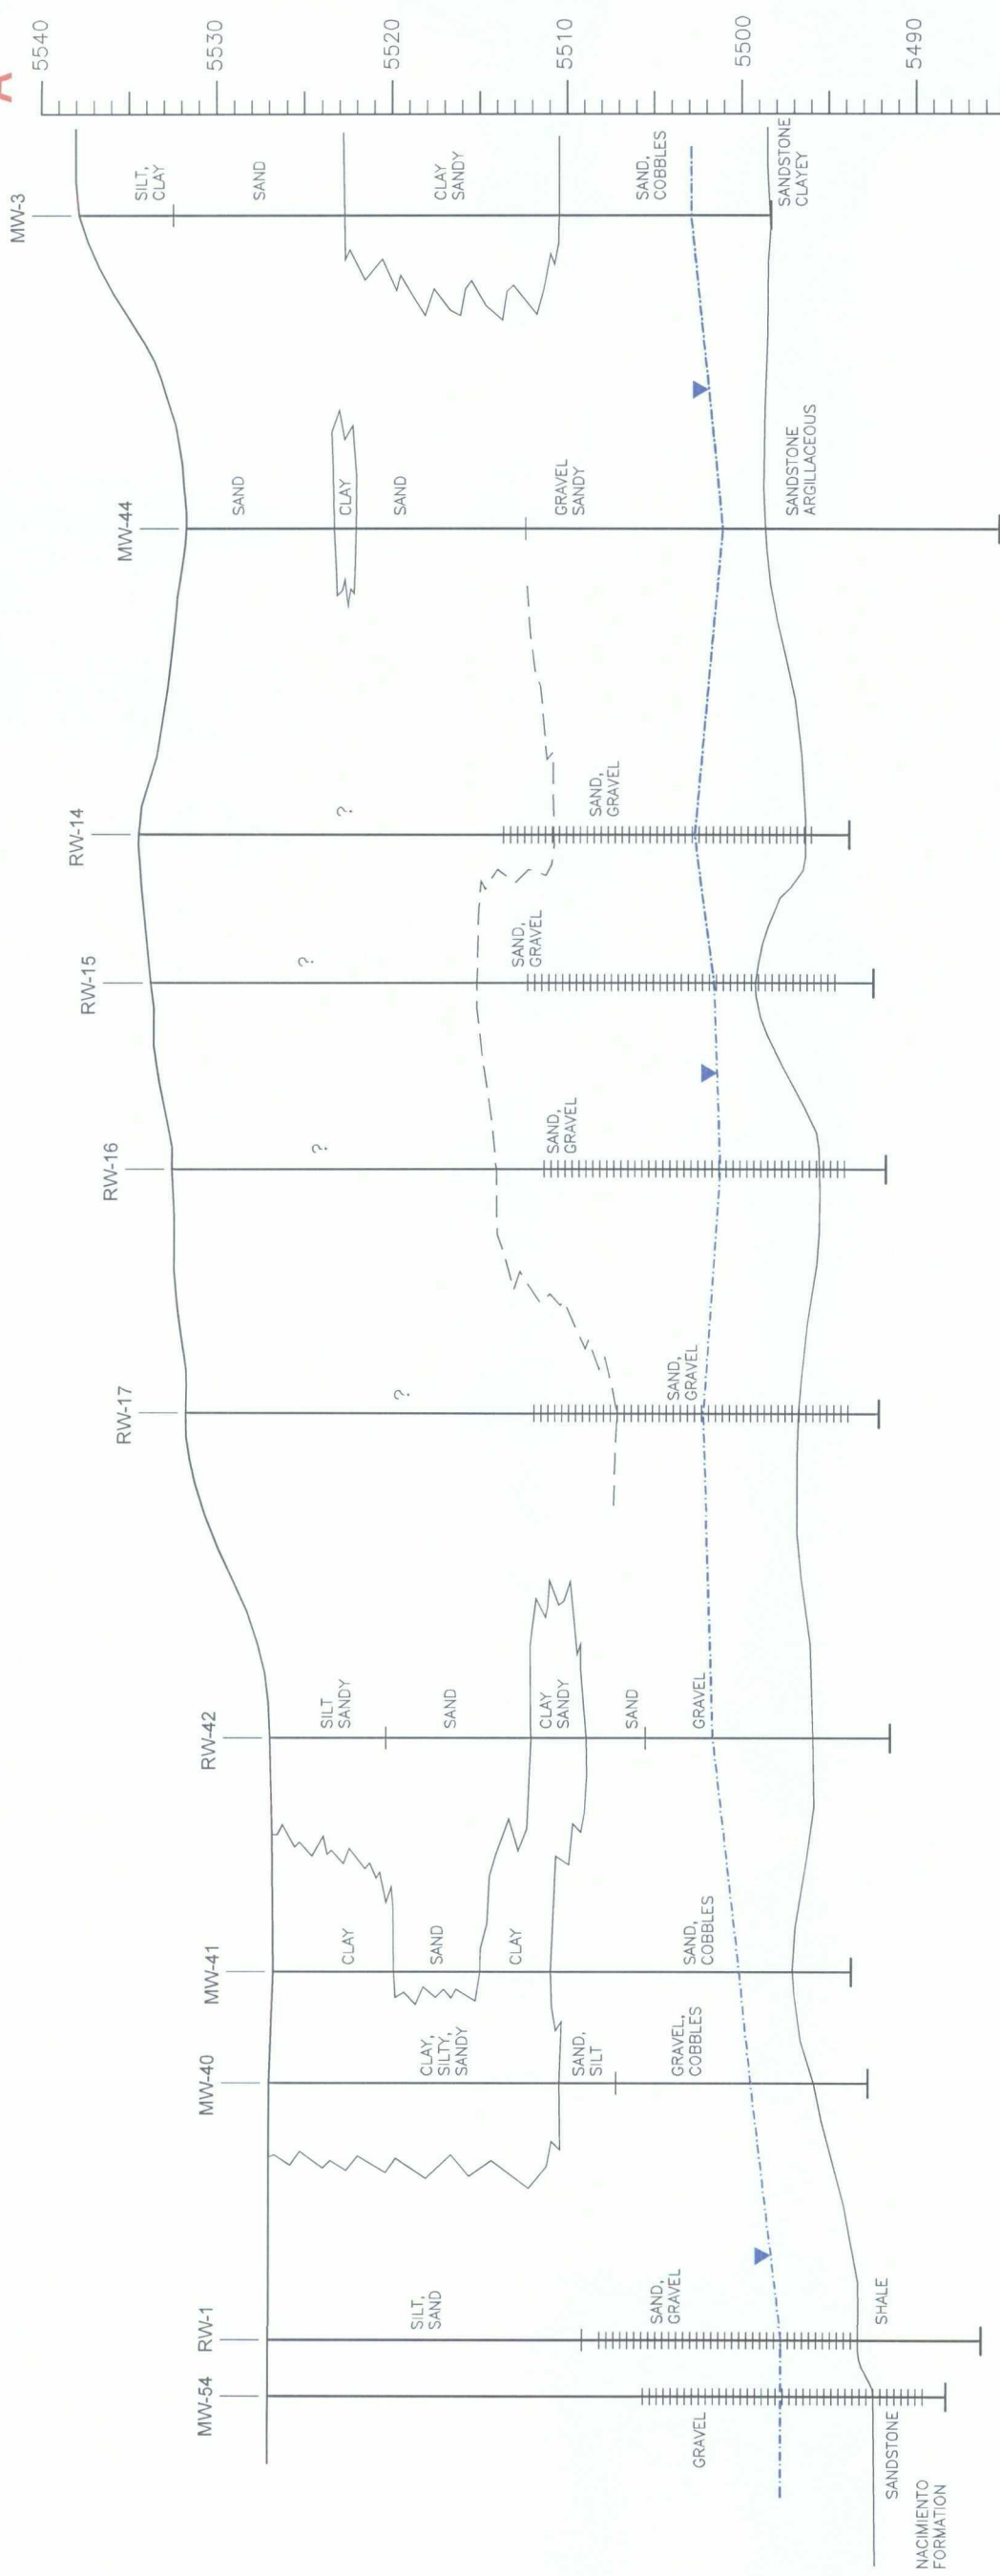 A
5540
5530
5520
5510
5500
5490
MW-54
GRAVEL
SANDSTONE
NACIMIENTO
FORMATION
RW-1
SILT,
SAND
SAND,
GRAVEL
SHALE
MW-40
CLAY,
SILTY,
SANDY
SAND,
SILT
GRAVEL,
COBBLES
MW-41
CLAY
SAND
CLAY
SAND,
COBBLES
RW-42
SILT
SANDY
SAND
CLAY
SANDY
SAND
GRAVEL
RW-17
?
SAND,
GRAVEL
RW-16
?
SAND,
GRAVEL
RW-15
?
SAND,
GRAVEL
RW-14
?
SAND,
GRAVEL
MW-44
SAND
CLAY
SAND
GRAVEL
SANDY
SANDSTONE
ARGILLACEOUS
MW-3
SILT,
CLAY
SAND
CLAY
SANDY
SAND,
COBBLES
SANDSTONE
CLAYEY